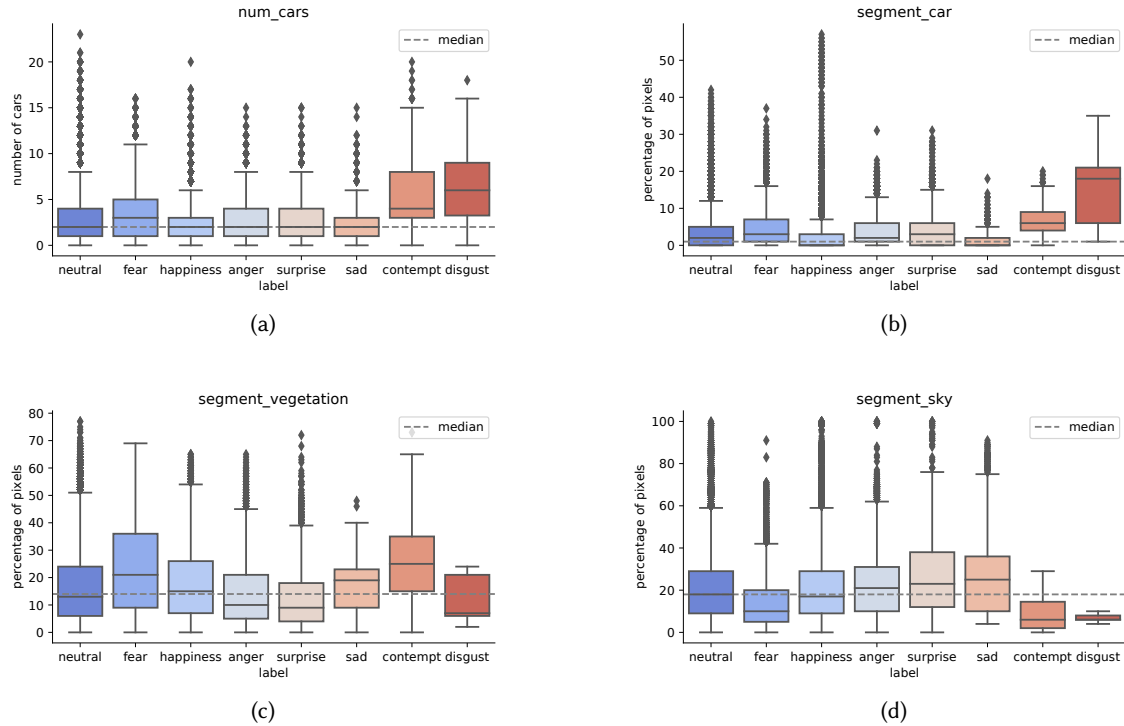 num_cars
median
number of cars
20
15
10
5
0
neutral fear happiness anger surprise sad contempt disgust
label
(a)
segment_car
median
percentage of pixels
50
40
30
20
10
0
neutral fear happiness anger surprise sad contempt disgust
label
(b)
segment_vegetation
median
percentage of pixels
80
70
60
50
40
30
20
10
0
neutral fear happiness anger surprise sad contempt disgust
label
(c)
segment_sky
median
percentage of pixels
100
80
60
40
20
0
neutral fear happiness anger surprise sad contempt disgust
label
(d)